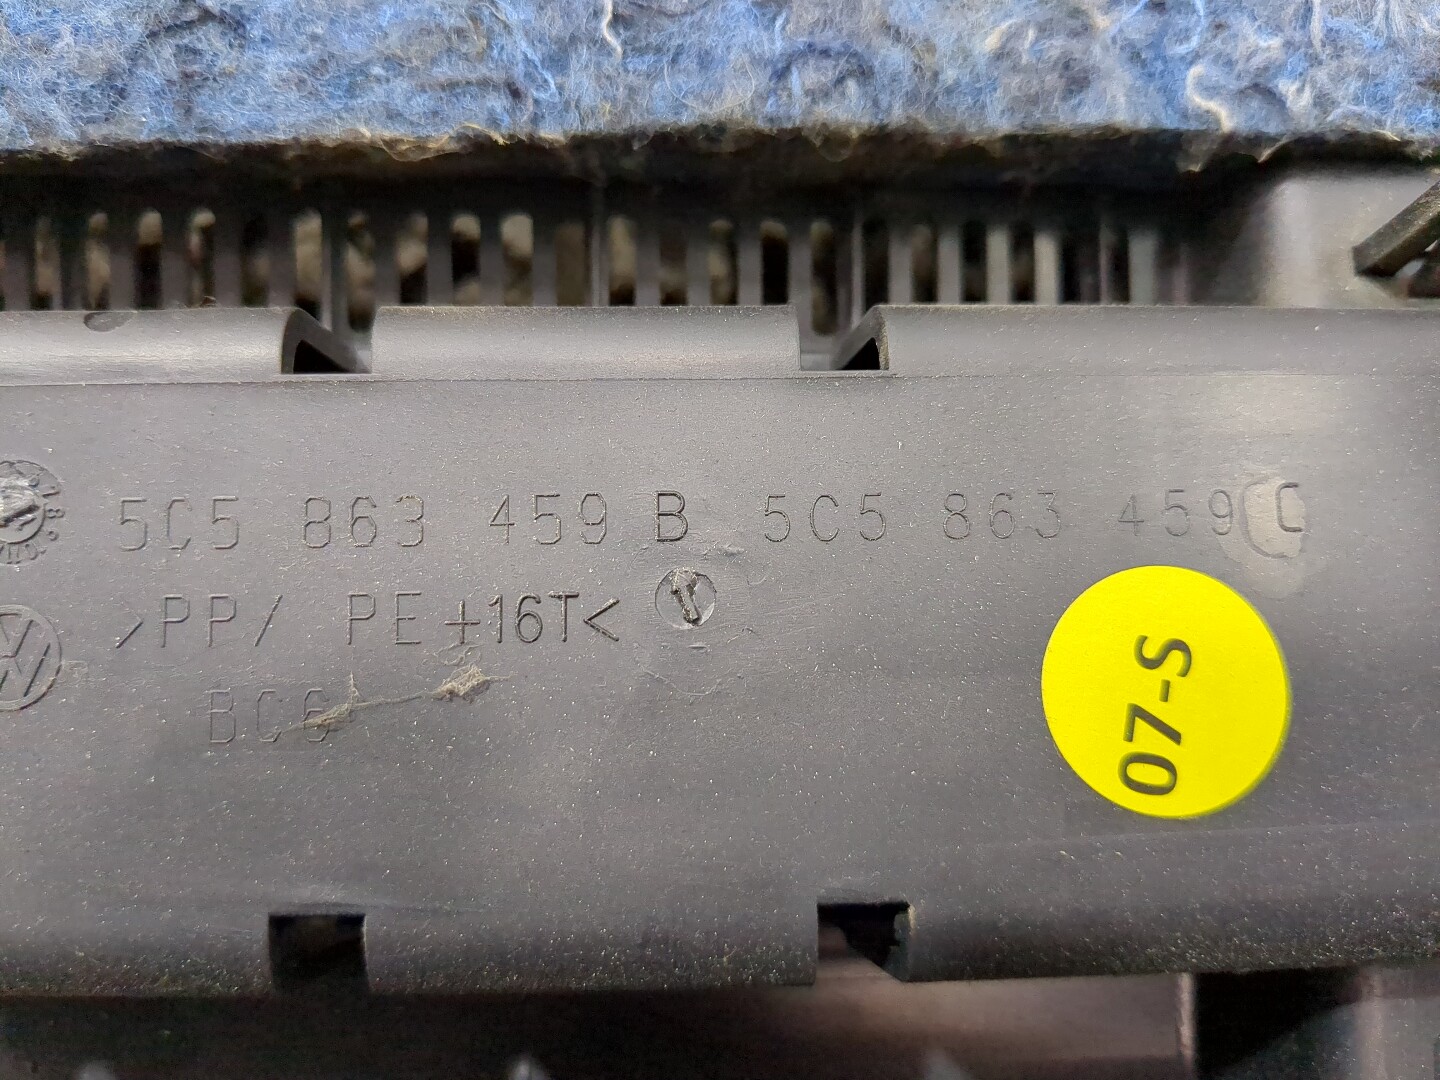 5C5 863 459 B 5C5 863 459 C
>PP/ PE+16T<
BC6
07-S